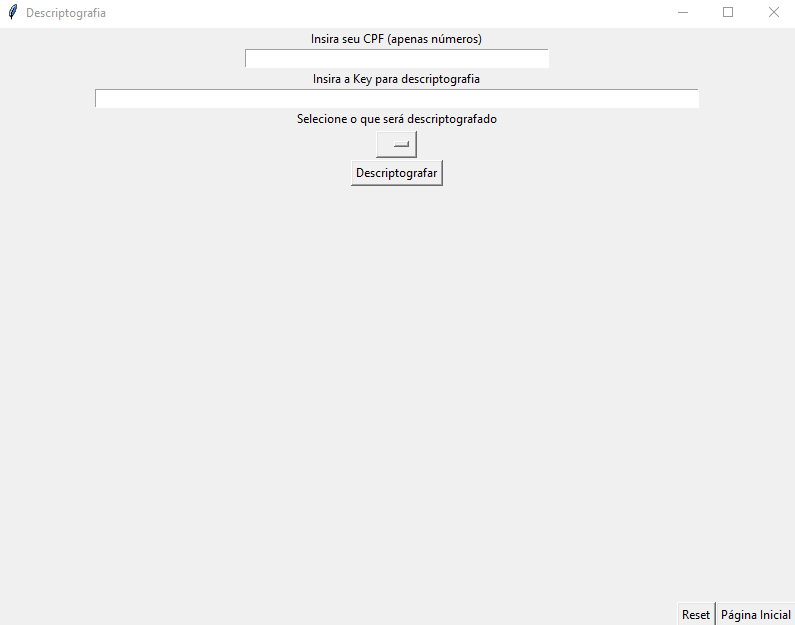 Descriptografia
Insira seu CPF (apenas números)
Insira a Key para descriptografia
Selecione o que será descriptografado
Descriptografar
Reset
Página Inicial